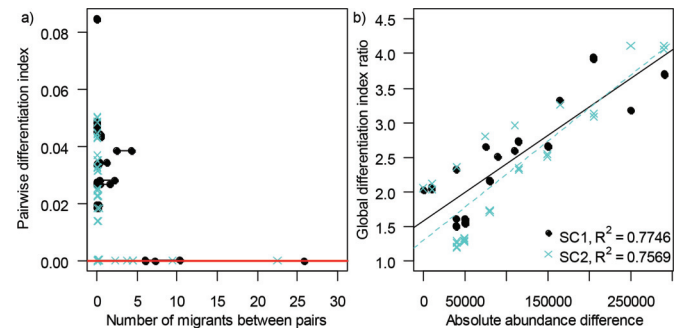 a)
Pairwise differentiation index
0.08
0.06
0.04
0.02
0.00
0 5 10 15 20 25 30
Number of migrants between pairs
b)
Global differentiation index ratio
4.5
4.0
3.5
3.0
2.5
2.0
1.5
1.0
SC1, R² = 0.7746
SC2, R² = 0.7569
0 50000 150000 250000
Absolute abundance difference